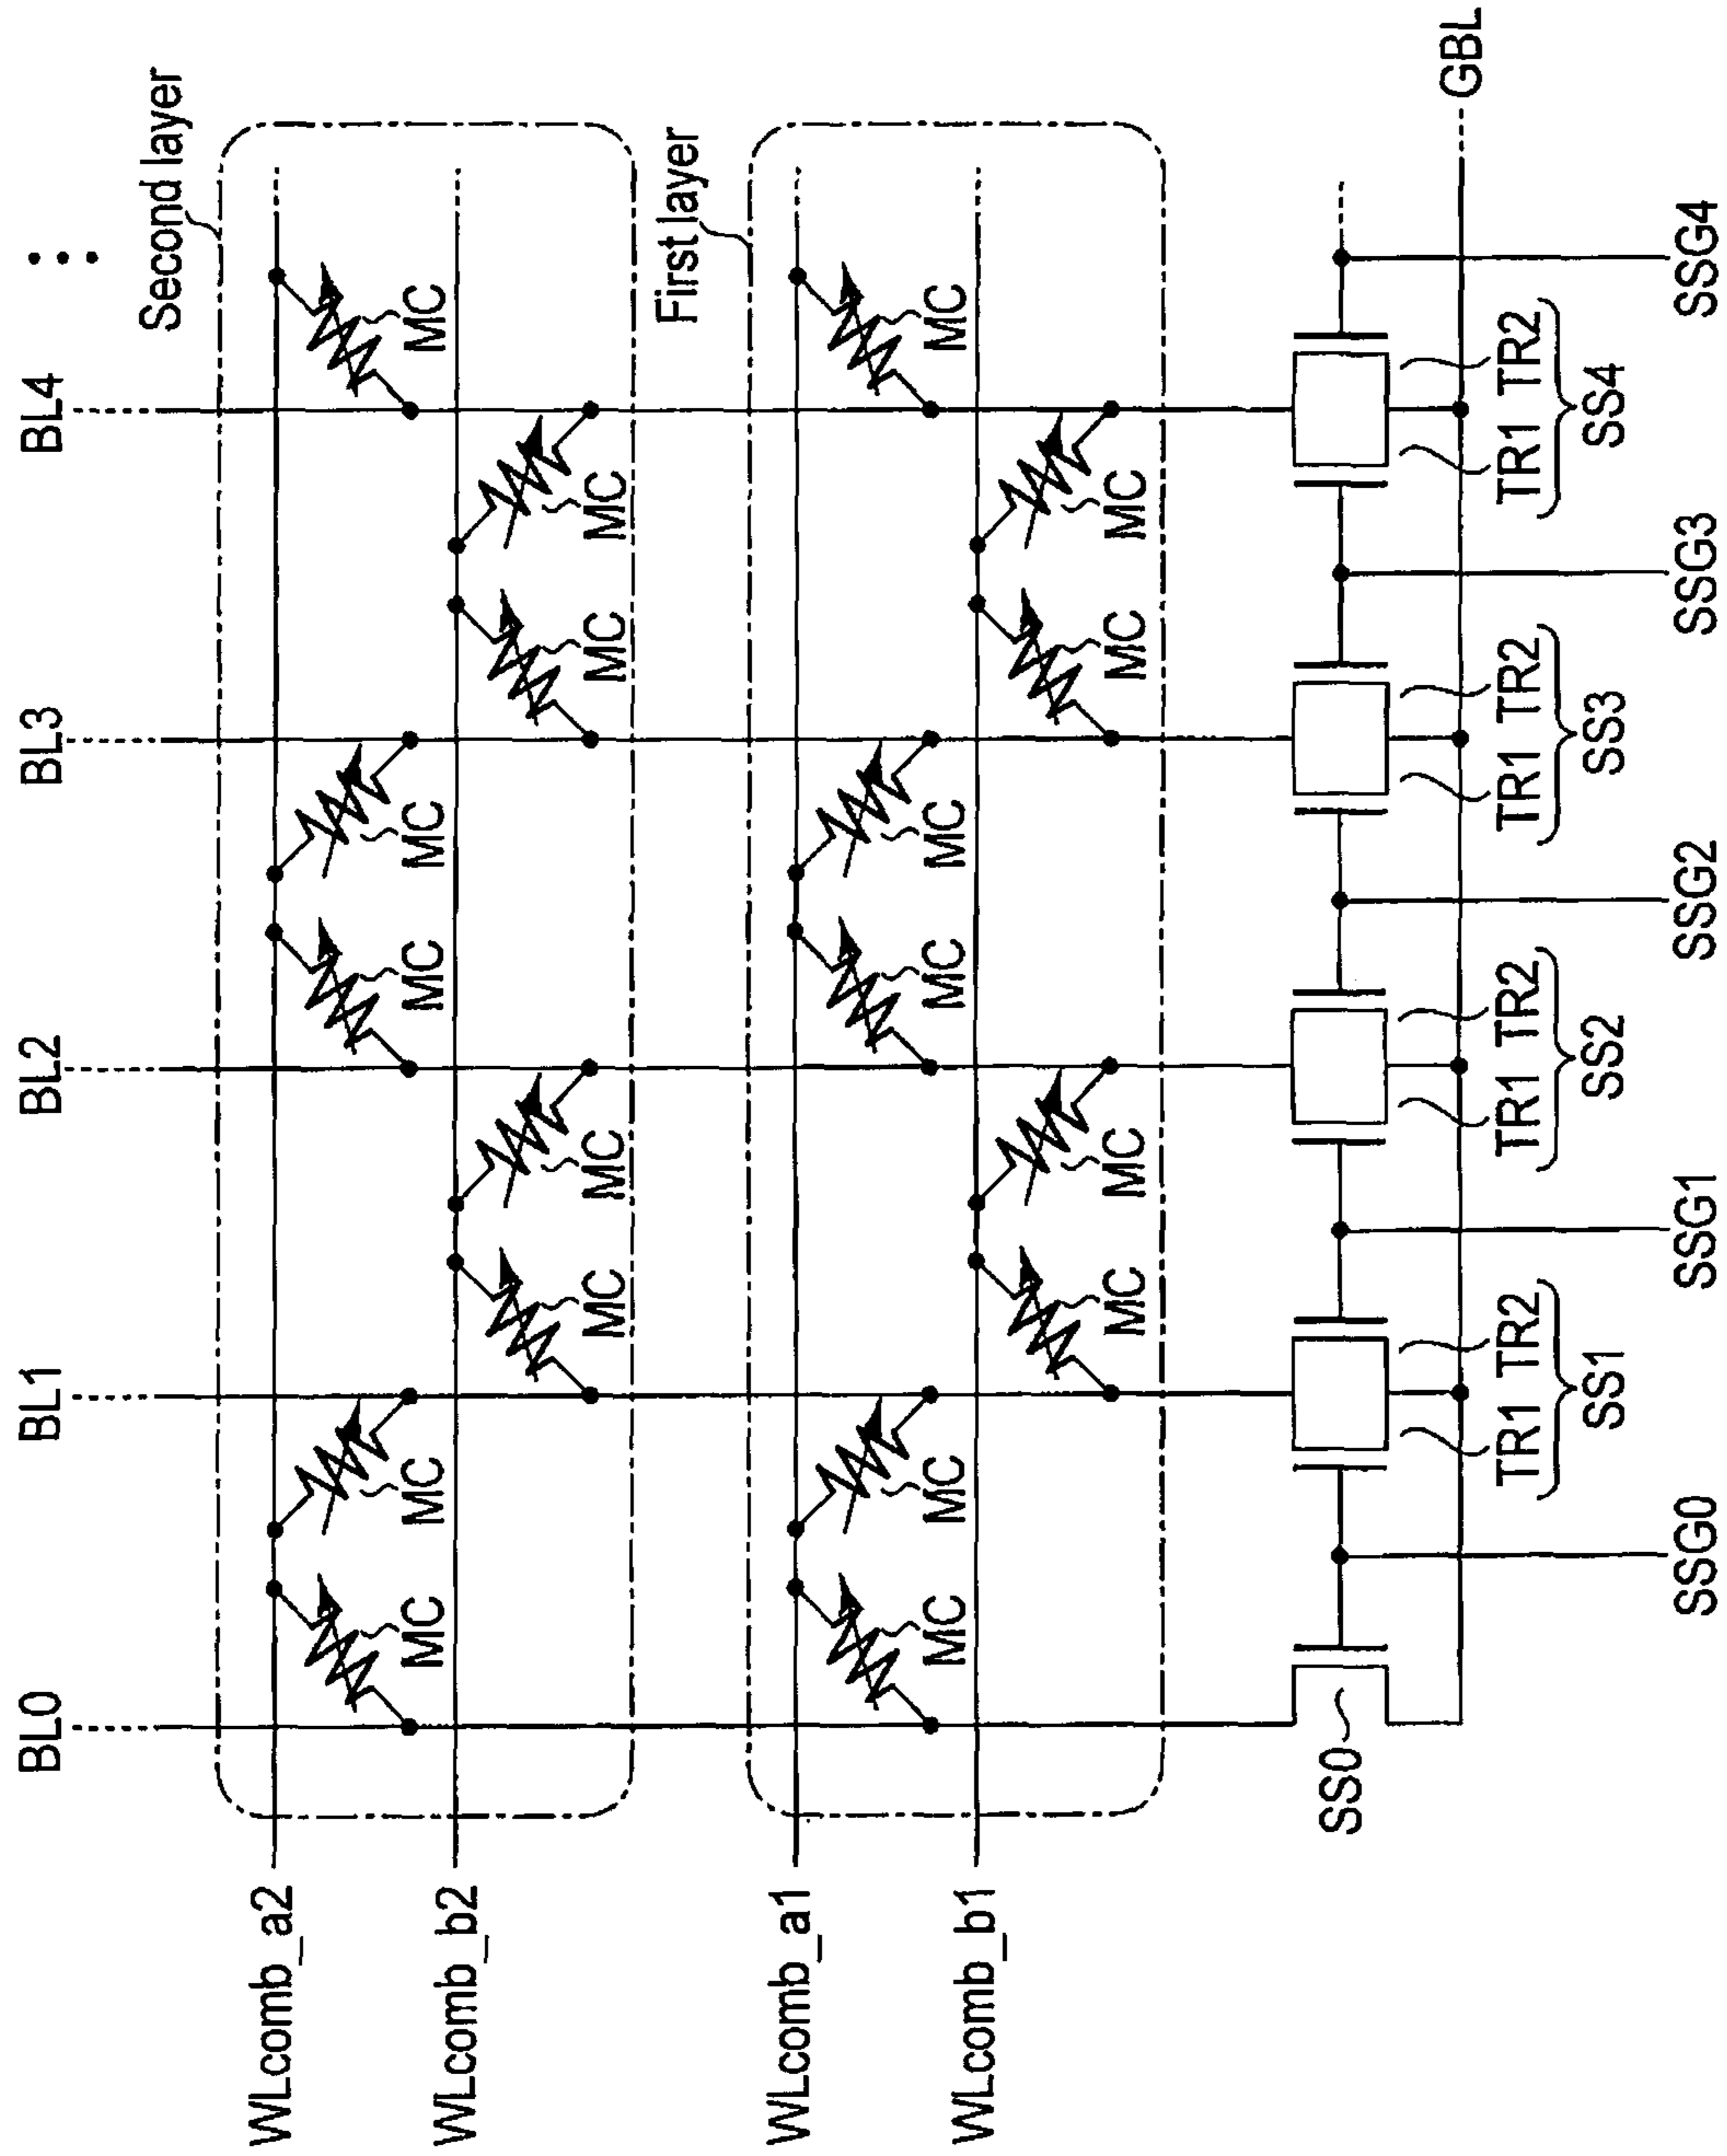 BL0 BL1 BL2 BL3 BL4 ...
Second layer
WLcomb_a2
MC MC MC MC MC
WLcomb_b2
MC MC MC MC
First layer
WLcomb_a1
MC MC MC MC MC
WLcomb_b1
MC MC MC MC
SS0
GBL
TR1 TR2 TR1 TR2 TR1 TR2 TR1 TR2
SS1 SS2 SS3 SS4
SSG0 SSG1 SSG2 SSG3 SSG4